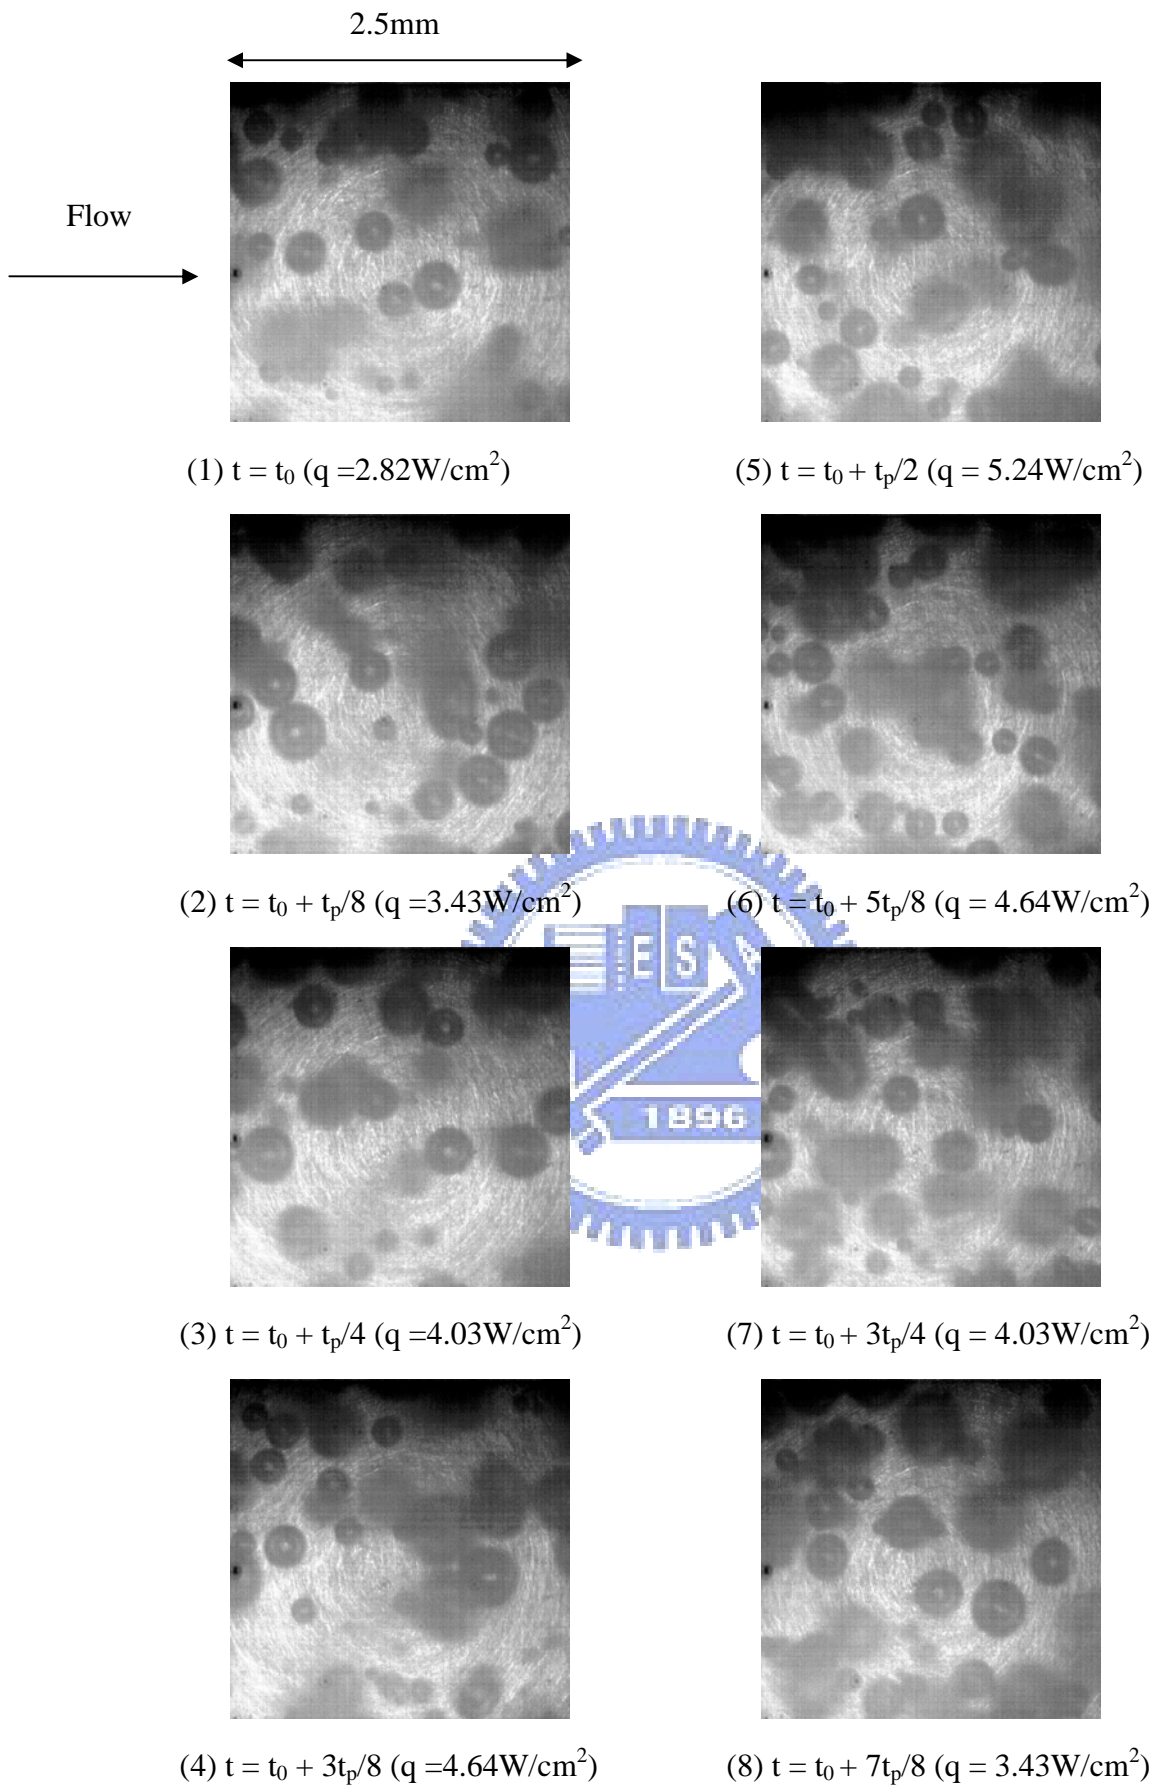 2.5mm
Flow
(1) t = t₀ (q =2.82W/cm²)
(5) t = t₀ + tₚ/2 (q = 5.24W/cm²)
(2) t = t₀ + tₚ/8 (q =3.43W/cm²)
(6) t = t₀ + 5tₚ/8 (q = 4.64W/cm²)
E S
1896
(3) t = t₀ + tₚ/4 (q =4.03W/cm²)
(7) t = t₀ + 3tₚ/4 (q = 4.03W/cm²)
(4) t = t₀ + 3tₚ/8 (q =4.64W/cm²)
(8) t = t₀ + 7tₚ/8 (q = 3.43W/cm²)